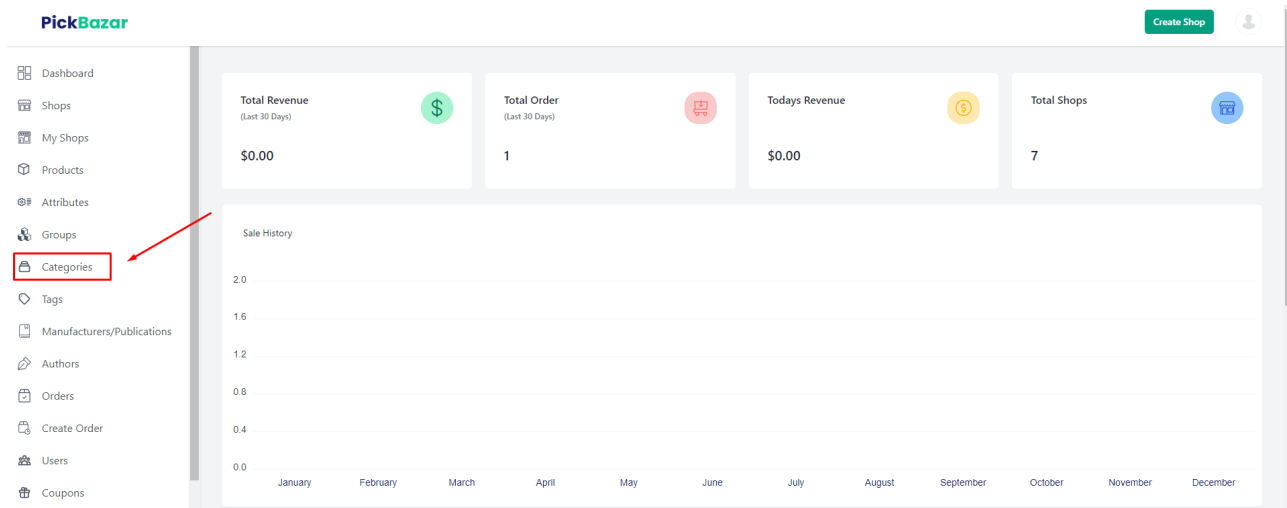 PickBazar
Create Shop
Dashboard
Shops
My Shops
Products
Attributes
Groups
Categories
Tags
Manufacturers/Publications
Authors
Orders
Create Order
Users
Coupons
Total Revenue
(Last 30 Days)
$
$0.00
Total Order
(Last 30 Days)
1
Todays Revenue
$
$0.00
Total Shops
7
Sale History
2.0
1.6
1.2
0.8
0.4
0.0
January February March April May June July August September October November December